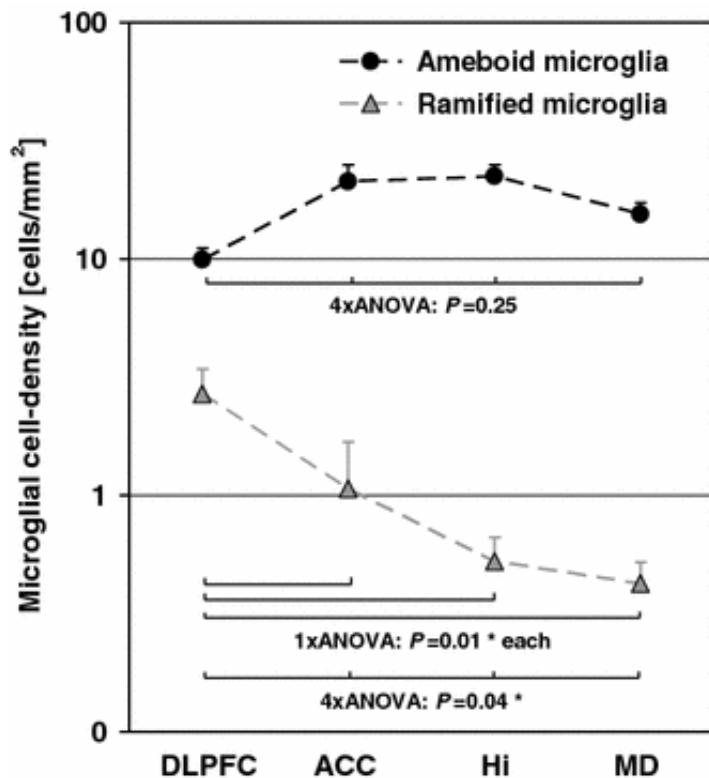 100
Ameboid microglia
Ramified microglia
Microglial cell-density [cells/mm²]
10
4xANOVA: P=0.25
1
1xANOVA: P=0.01 * each
4xANOVA: P=0.04 *
0
DLPFC ACC Hi MD